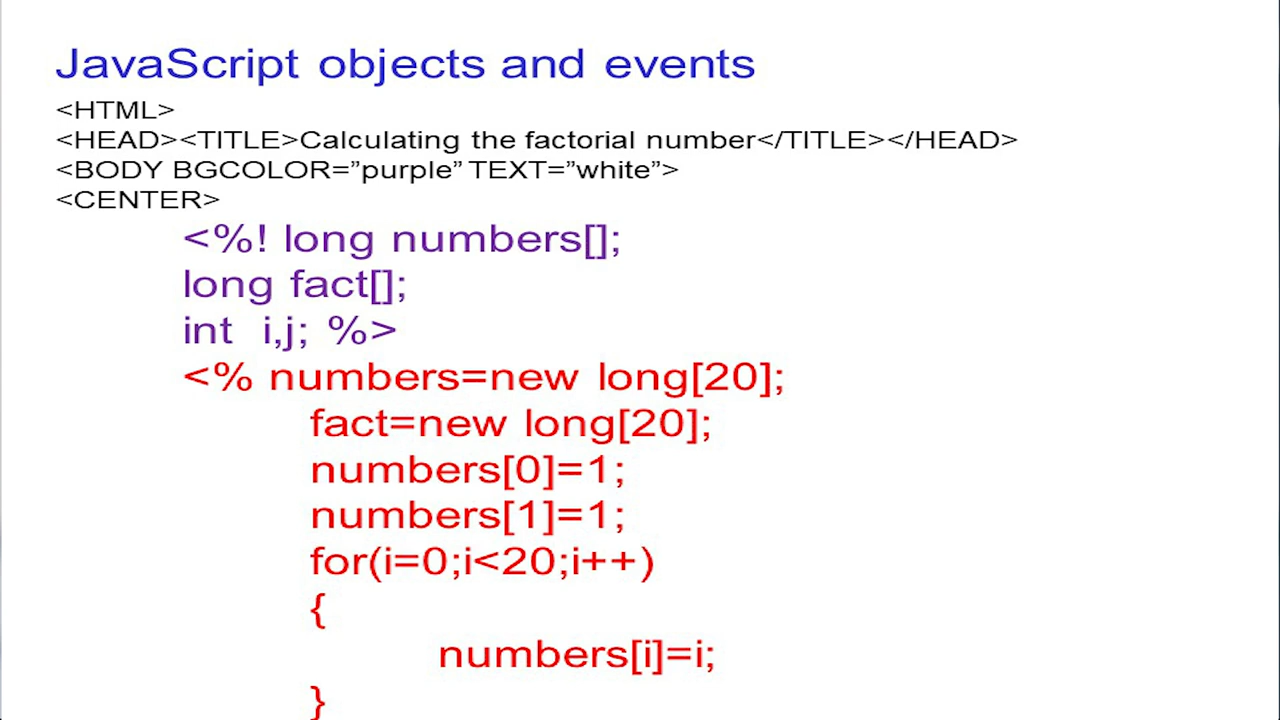 JavaScript objects and events
<HTML>
<HEAD><TITLE>Calculating the factorial number</TITLE></HEAD>
<BODY BGCOLOR=”purple” TEXT=”white”>
<CENTER>
<%! long numbers[];
long fact[];
int i,j; %>
<% numbers=new long[20];
fact=new long[20];
numbers[0]=1;
numbers[1]=1;
for(i=0;i<20;i++)
{
numbers[i]=i;
}